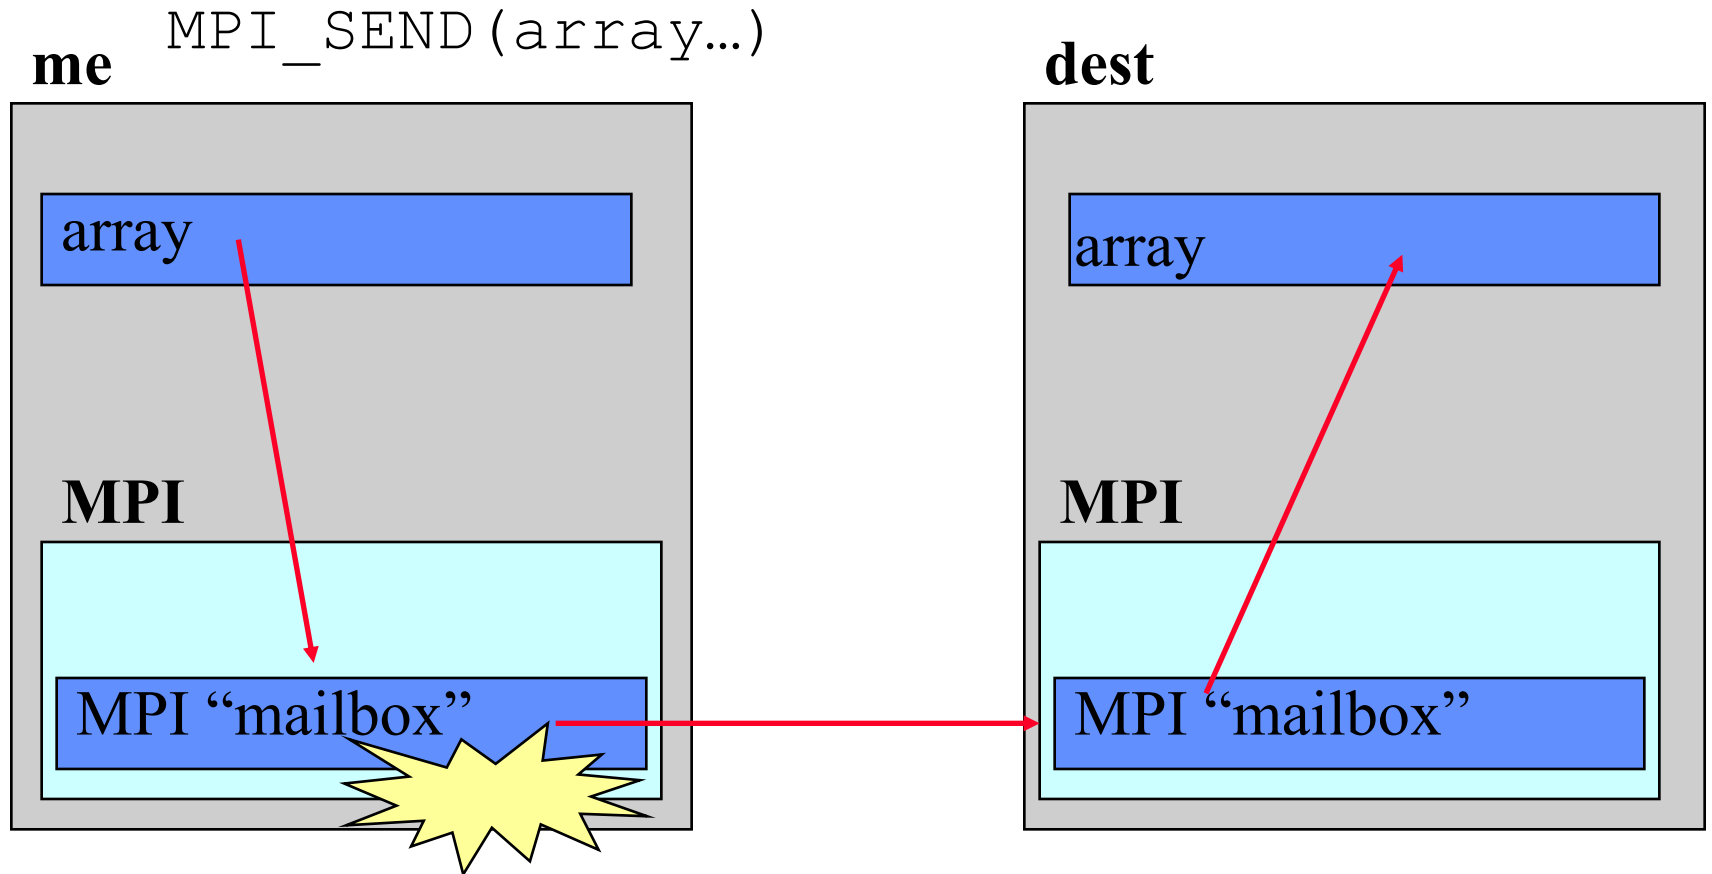 MPI_SEND(array…)
me
dest
array
array
MPI
MPI
MPI “mailbox”
MPI “mailbox”